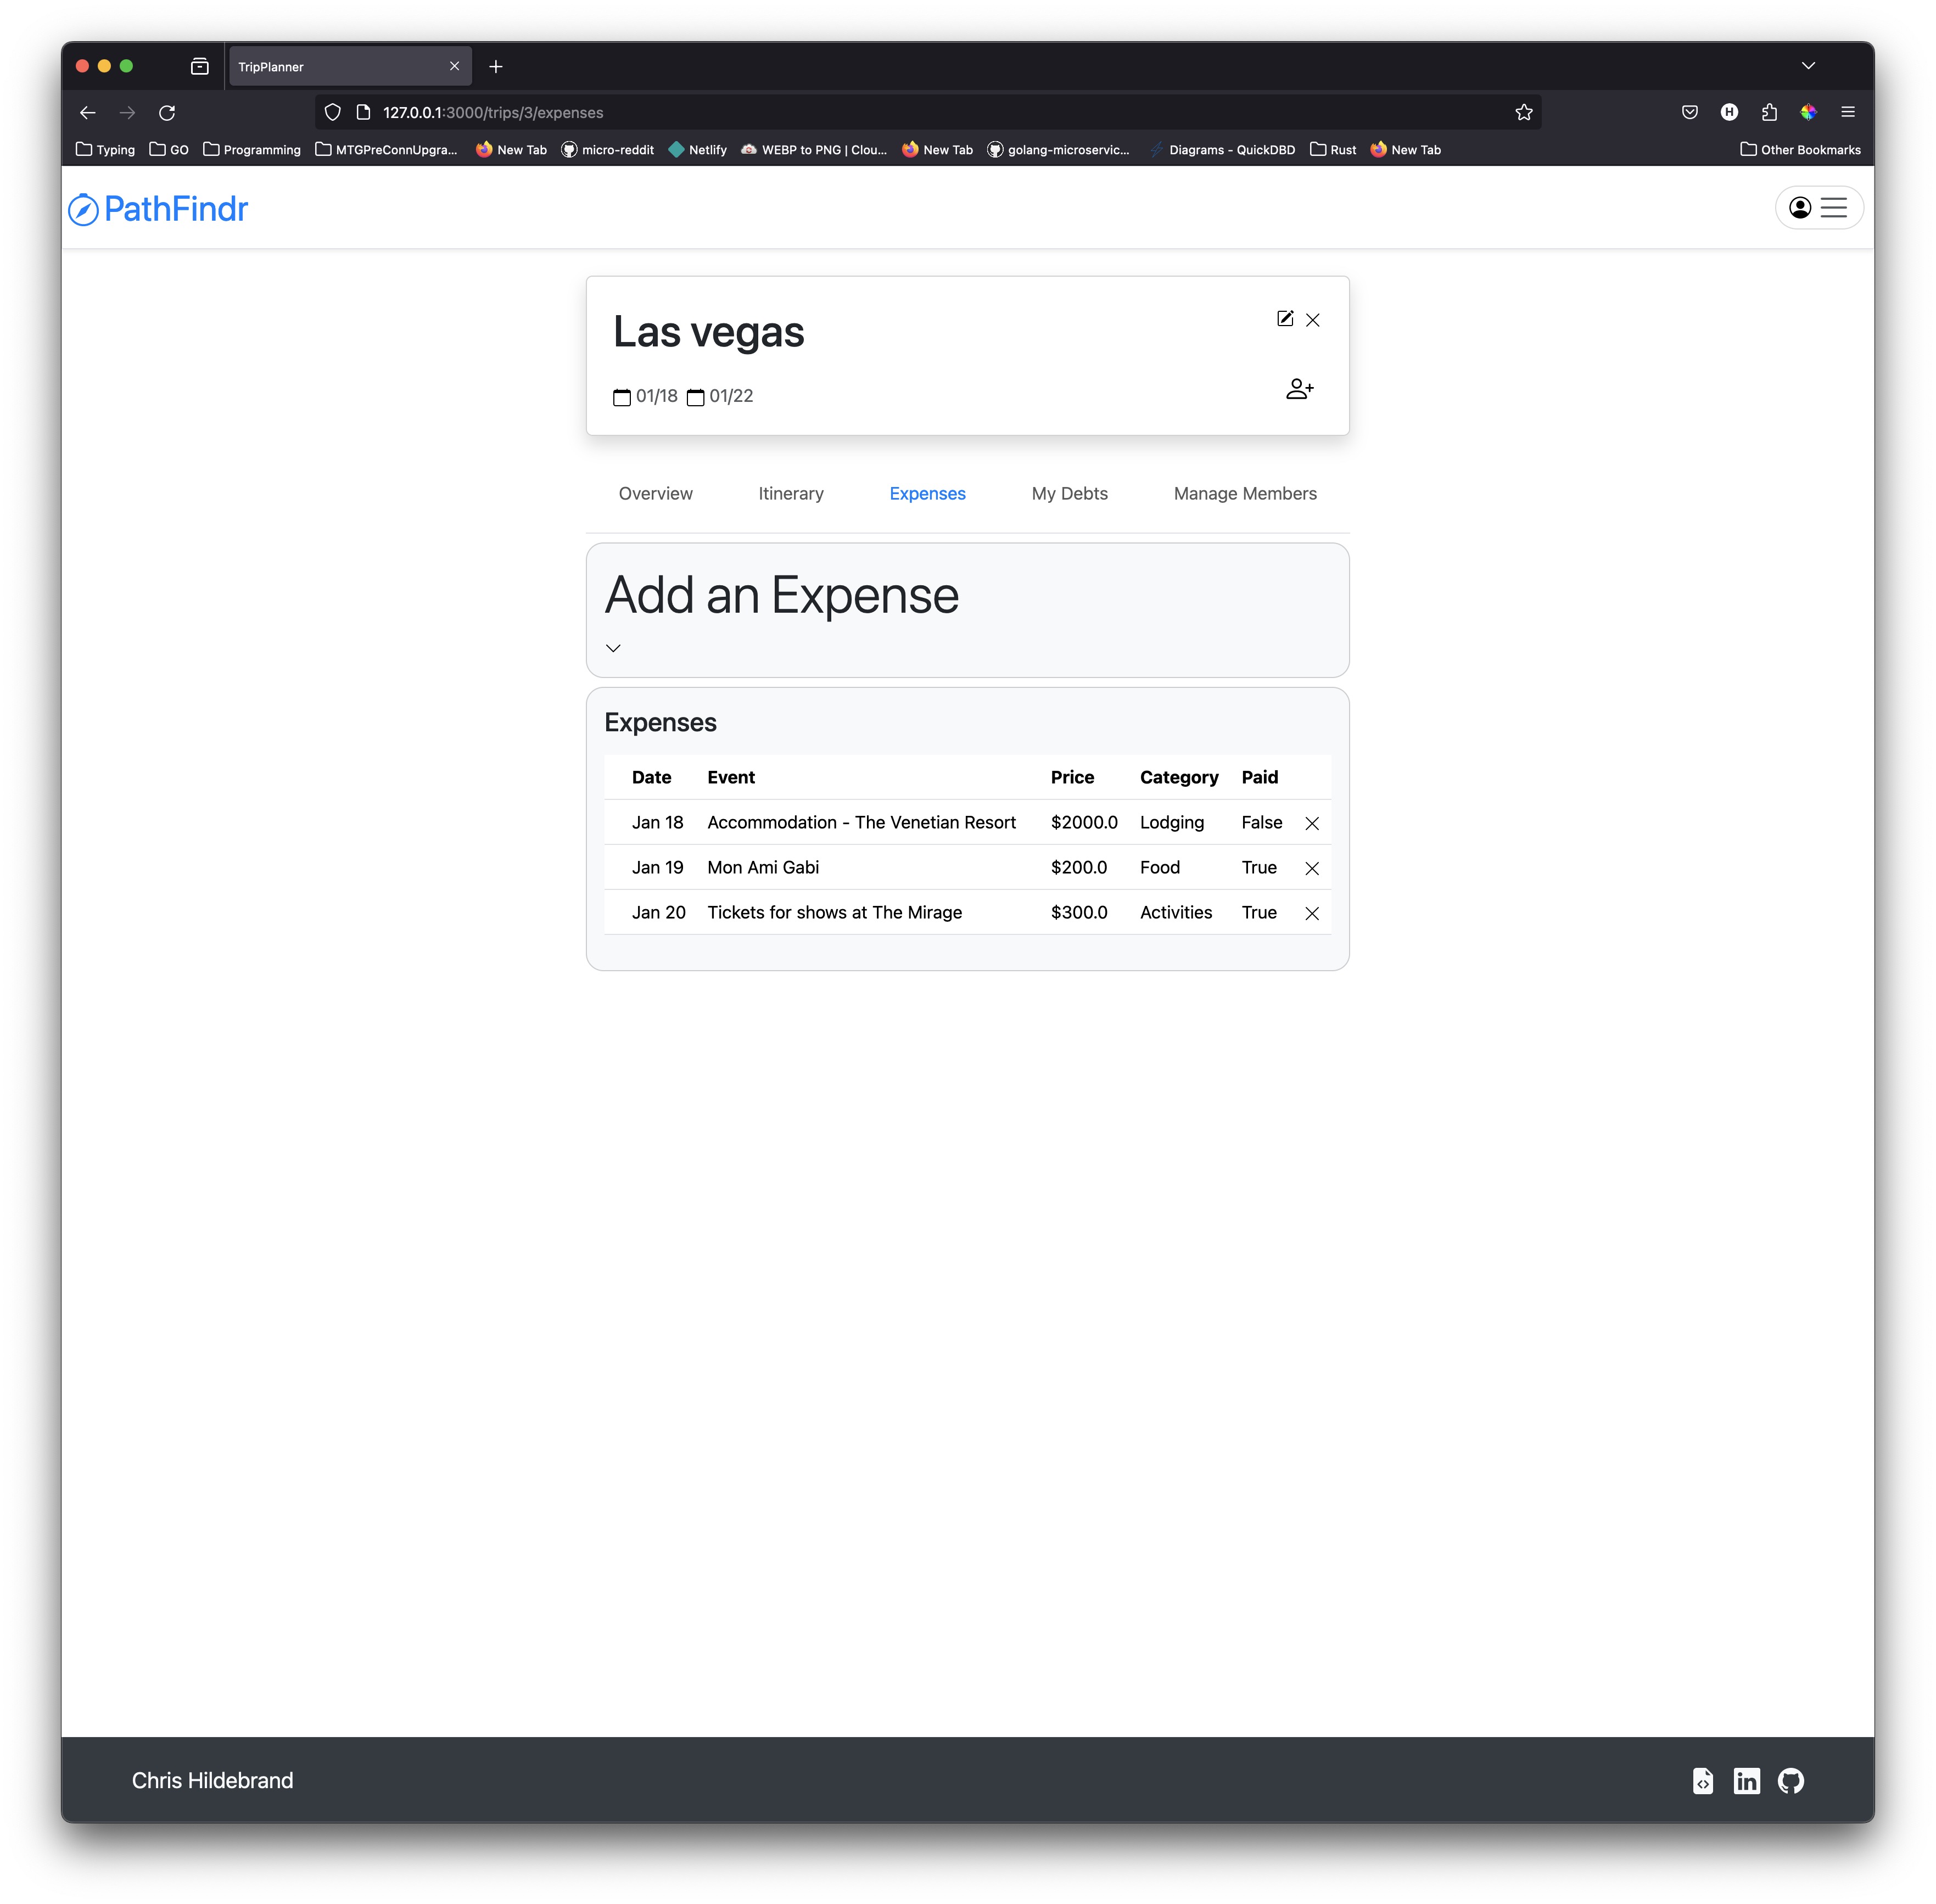 TripPlanner
127.0.0.1:3000/trips/3/expenses
Typing GO Programming MTGPreConnUpgra... New Tab micro-reddit Netlify WEBP to PNG | Clou... New Tab golang-microservic... Diagrams - QuickDBD Rust New Tab Other Bookmarks
H
PathFindr
Las vegas
01/18 01/22
Overview Itinerary Expenses My Debts Manage Members
Add an Expense
Expenses
Date Event Price Category Paid
Jan 18 Accommodation - The Venetian Resort $2000.0 Lodging False
Jan 19 Mon Ami Gabi $200.0 Food True
Jan 20 Tickets for shows at The Mirage $300.0 Activities True
Chris Hildebrand
in